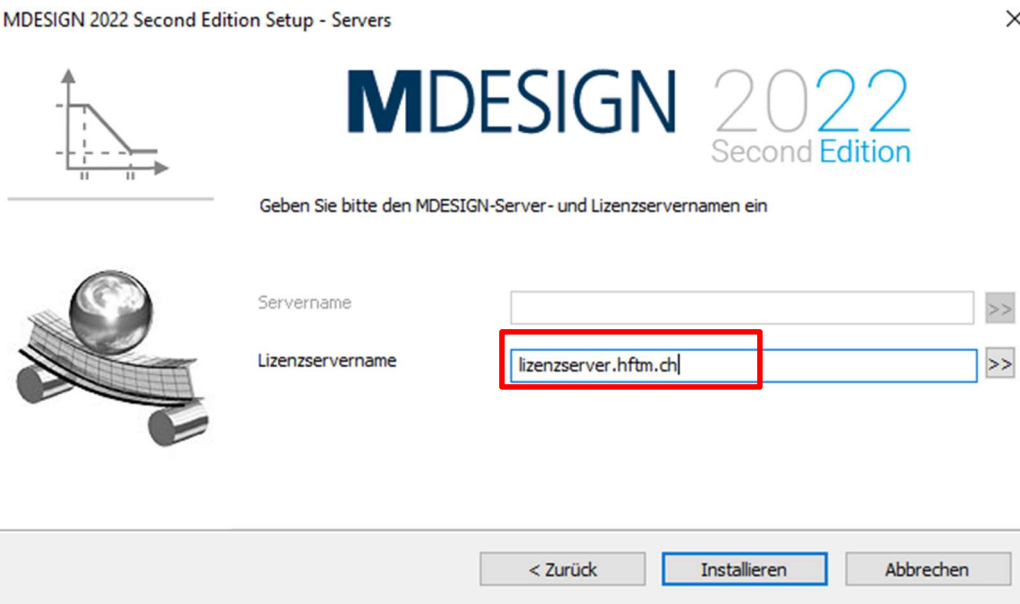 MDESIGN 2022 Second Edition Setup - Servers
MDESIGN 2022
Second Edition
Geben Sie bitte den MDESIGN-Server- und Lizenzservernamen ein
Servername
>>
Lizenzservername
lizenzserver.hftm.ch
>>
< Zurück
Installieren
Abbrechen